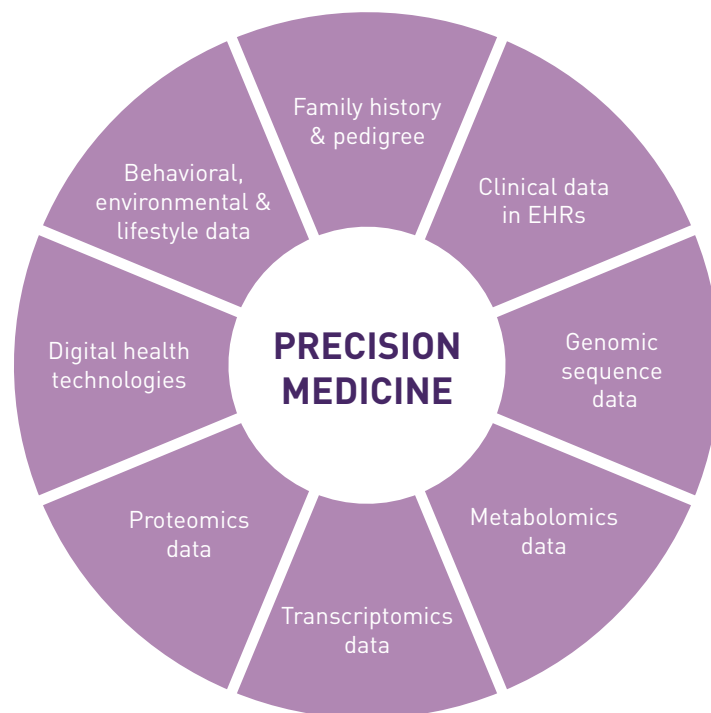 Family history
& pedigree
Clinical data
in EHRs
Genomic
sequence
data
Metabolomics
data
Transcriptomics
data
Proteomics
data
Digital health
technologies
Behavioral,
environmental &
lifestyle data
PRECISION
MEDICINE